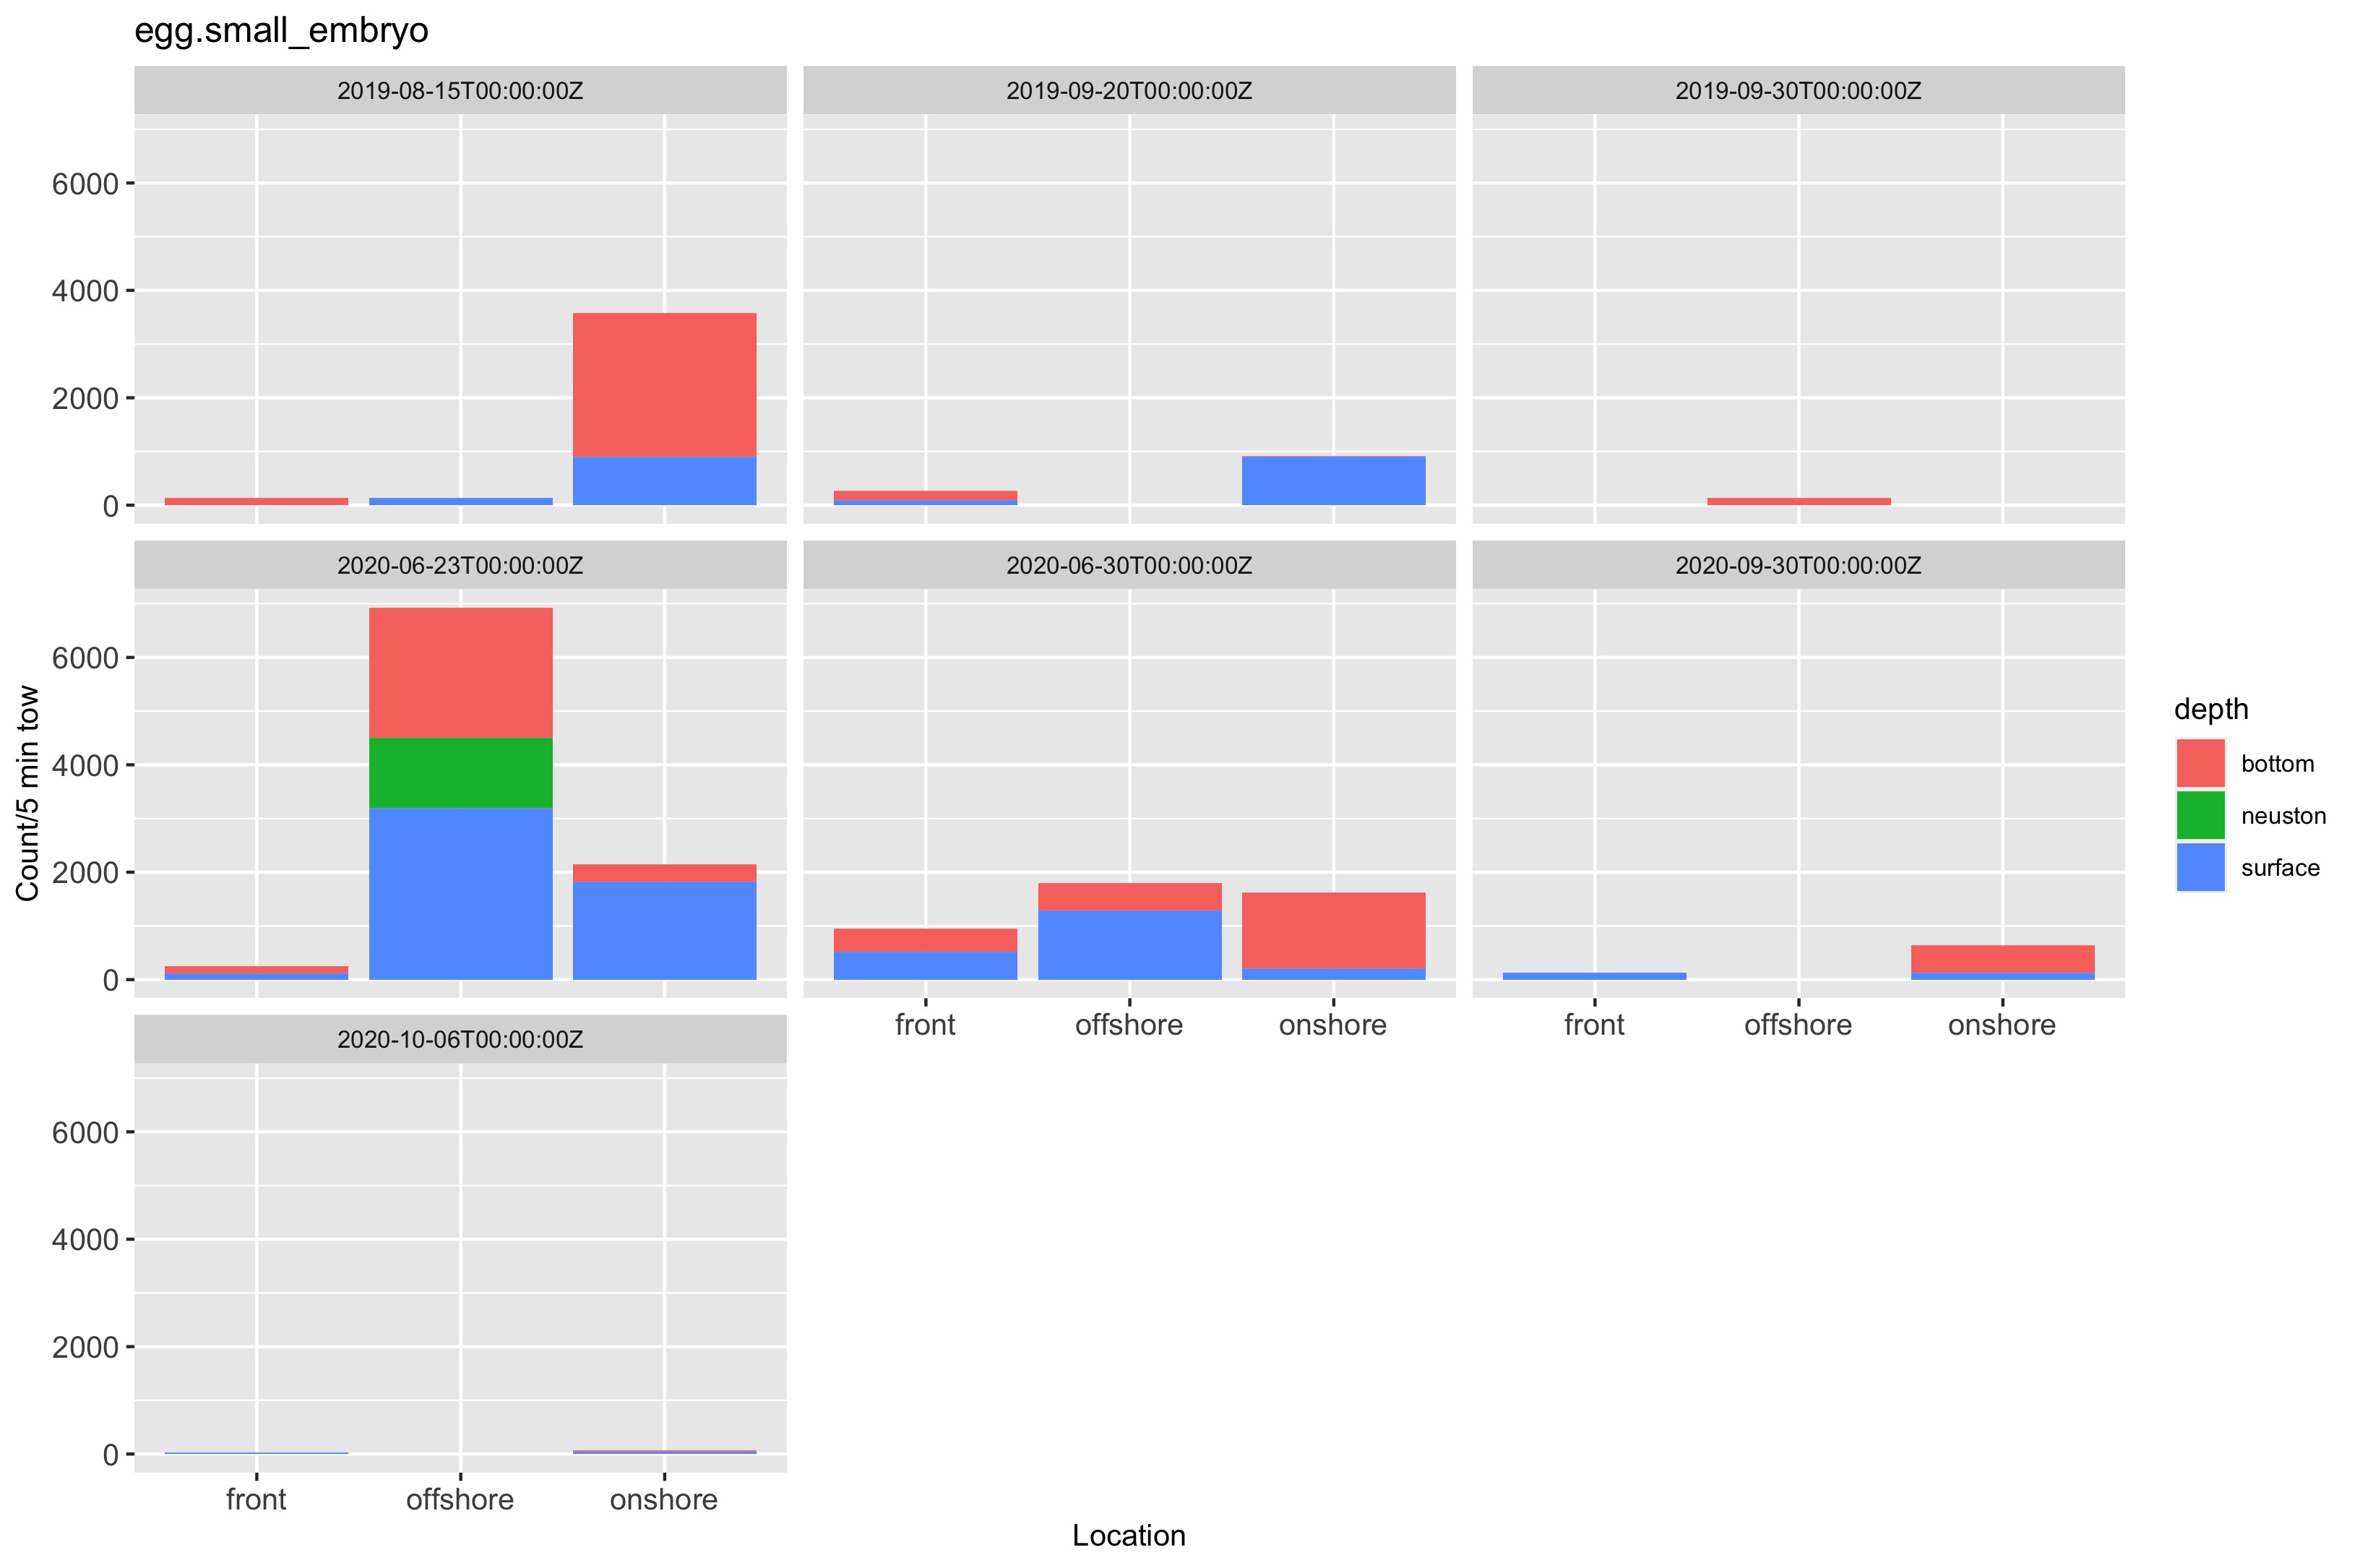 egg.small_embryo
2019-08-15T00:00:00Z
2019-09-20T00:00:00Z
2019-09-30T00:00:00Z
6000
4000
2000
0
2020-06-23T00:00:00Z
2020-06-30T00:00:00Z
2020-09-30T00:00:00Z
6000
4000
2000
0
front offshore onshore
front offshore onshore
2020-10-06T00:00:00Z
6000
4000
2000
0
front offshore onshore
Location
Count/5 min tow
depth
bottom
neuston
surface